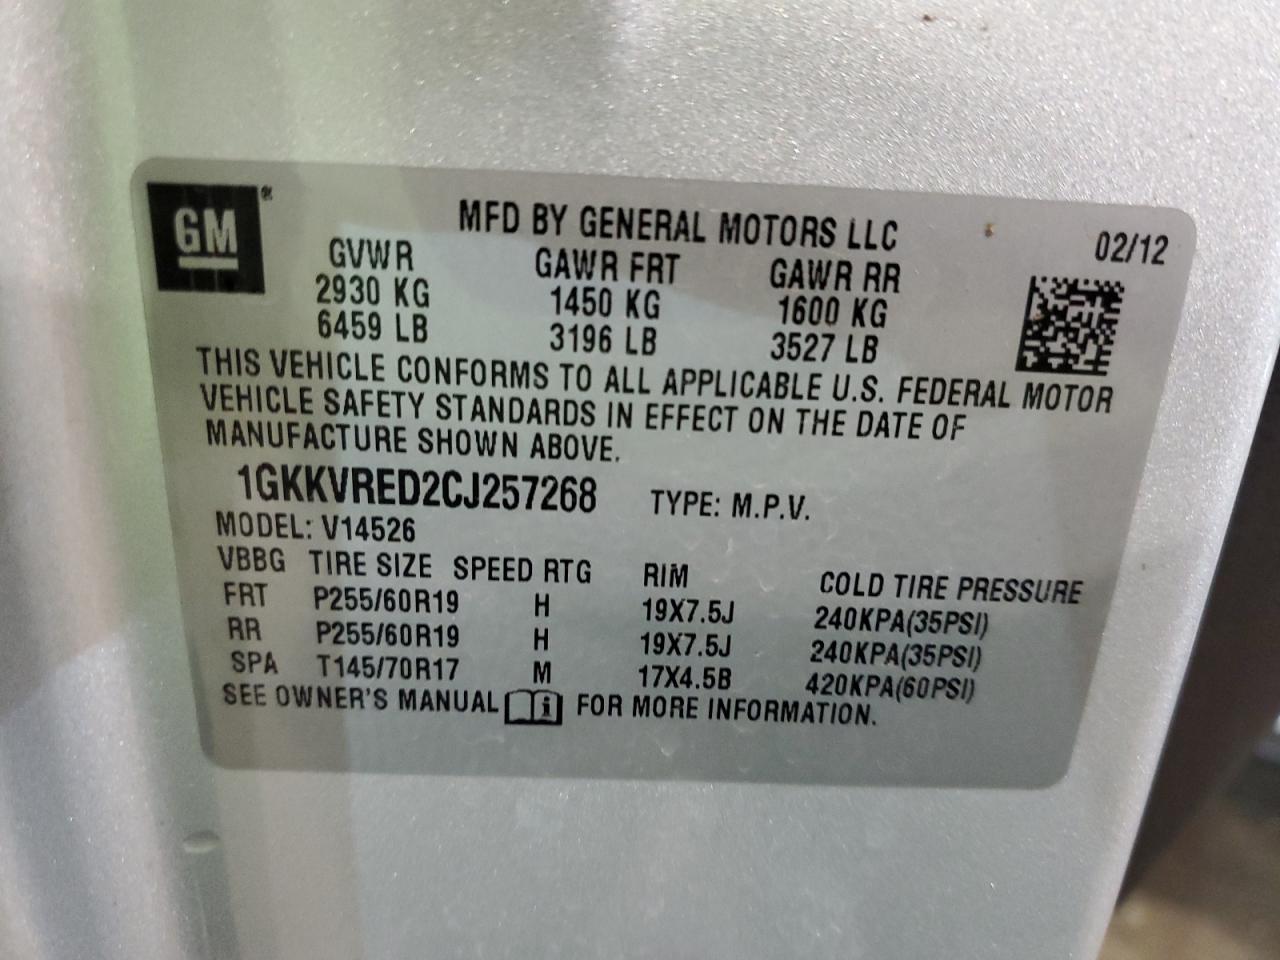 GM
MFD BY GENERAL MOTORS LLC 02/12
GVWR GAWR FRT GAWR RR
2930 KG 1450 KG 1600 KG
6459 LB 3196 LB 3527 LB
THIS VEHICLE CONFORMS TO ALL APPLICABLE U.S. FEDERAL MOTOR
VEHICLE SAFETY STANDARDS IN EFFECT ON THE DATE OF
MANUFACTURE SHOWN ABOVE.
1GKKVRED2CJ257268 TYPE: M.P.V.
MODEL: V14526
VBBG TIRE SIZE SPEED RTG RIM COLD TIRE PRESSURE
FRT P255/60R19 H 19X7.5J 240KPA(35PSI)
RR P255/60R19 H 19X7.5J 240KPA(35PSI)
SPA T145/70R17 M 17X4.5B 420KPA(60PSI)
SEE OWNER'S MANUAL i FOR MORE INFORMATION.